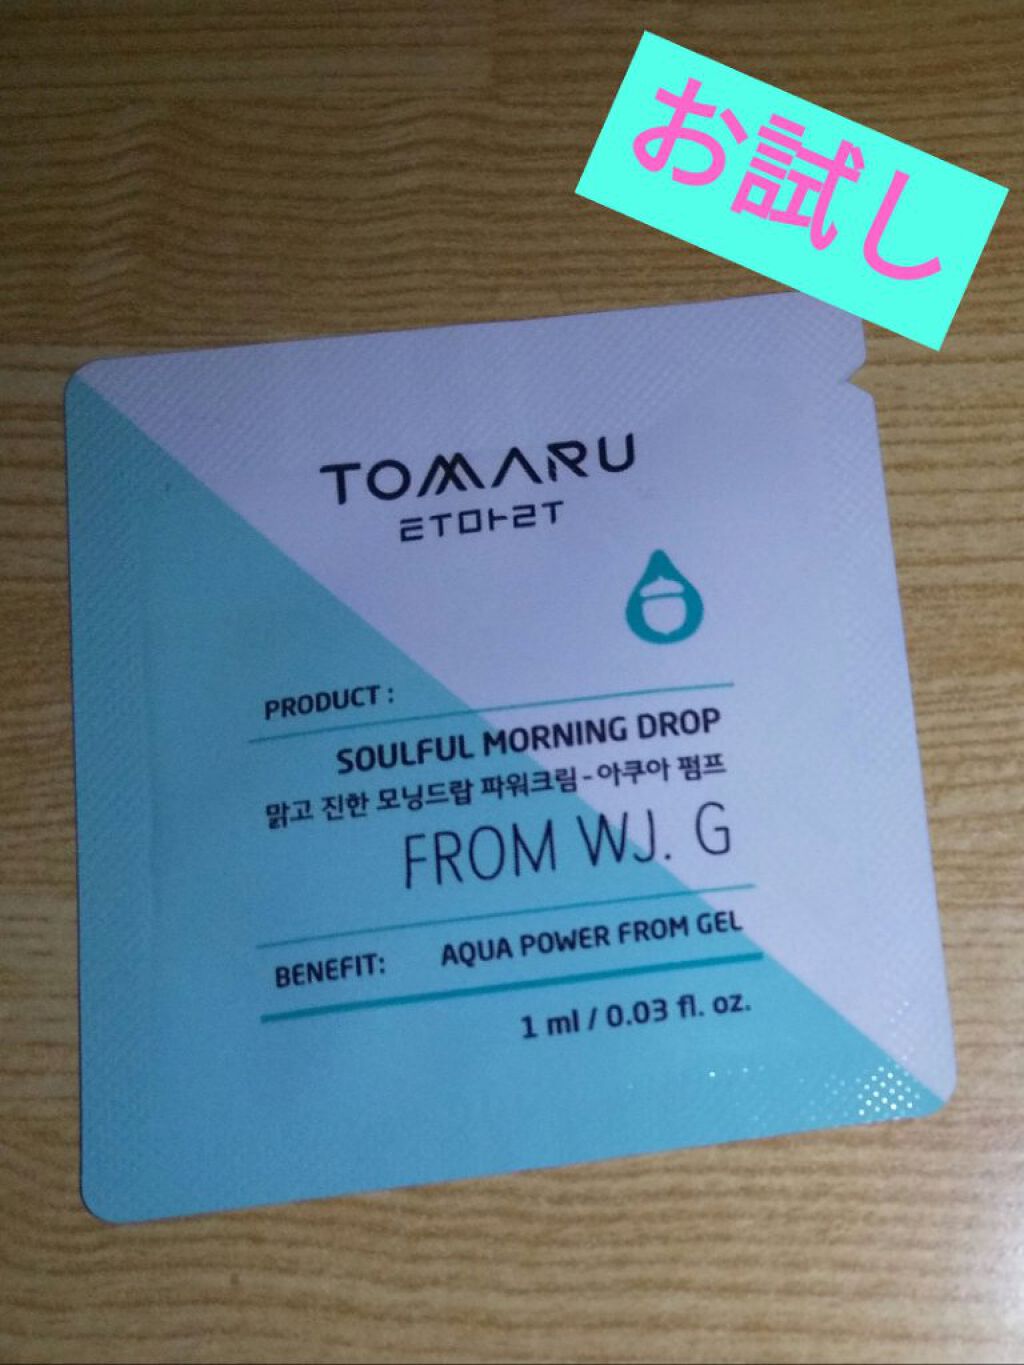 お試し
TOMARU
토마루
PRODUCT :
SOULFUL MORNING DROP
맑고 진한 모닝드랍 파워크림-아쿠아 펌프
FROM WJ. G
BENEFIT: AQUA POWER FROM GEL
1 ml / 0.03 fl. oz.